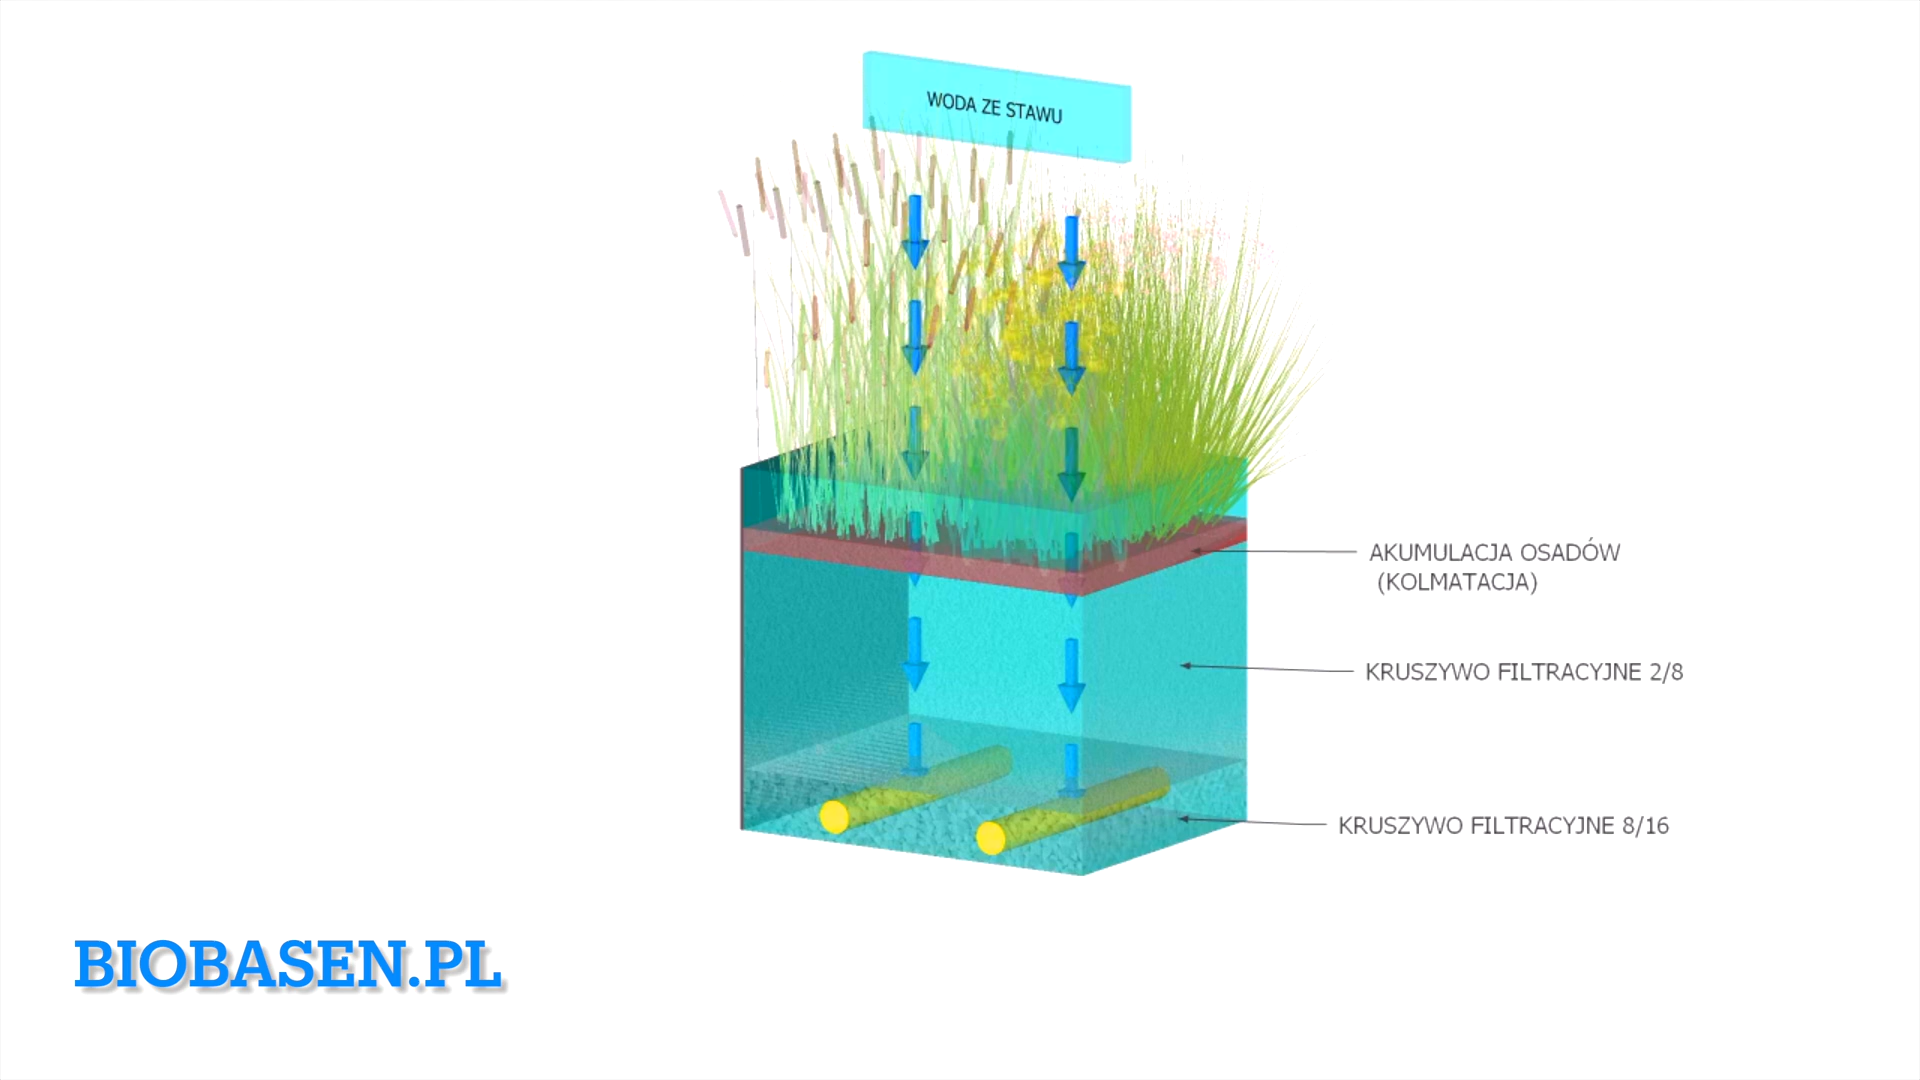 WODA ZE STAWU
AKUMULACJA OSADÓW
(KOLMATACJA)
KRUSZYWO FILTRACYJNE 2/8
KRUSZYWO FILTRACYJNE 8/16
BIOBASEN.PL